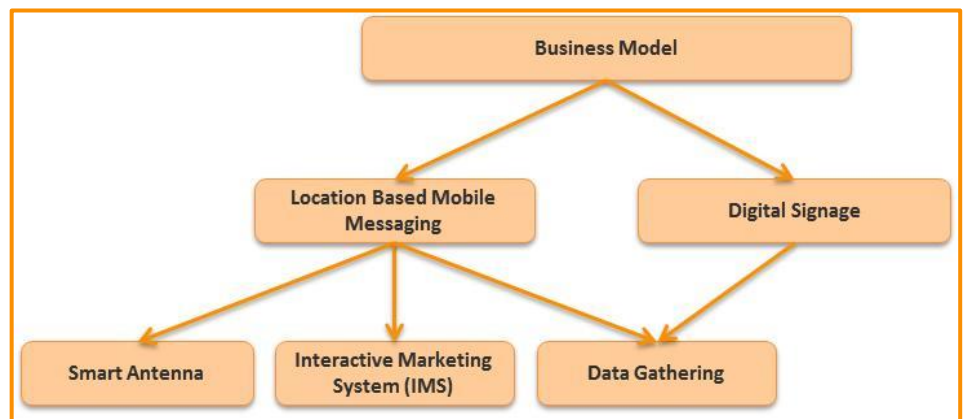 Business Model
Location Based Mobile
Messaging
Digital Signage
Smart Antenna
Interactive Marketing
System (IMS)
Data Gathering